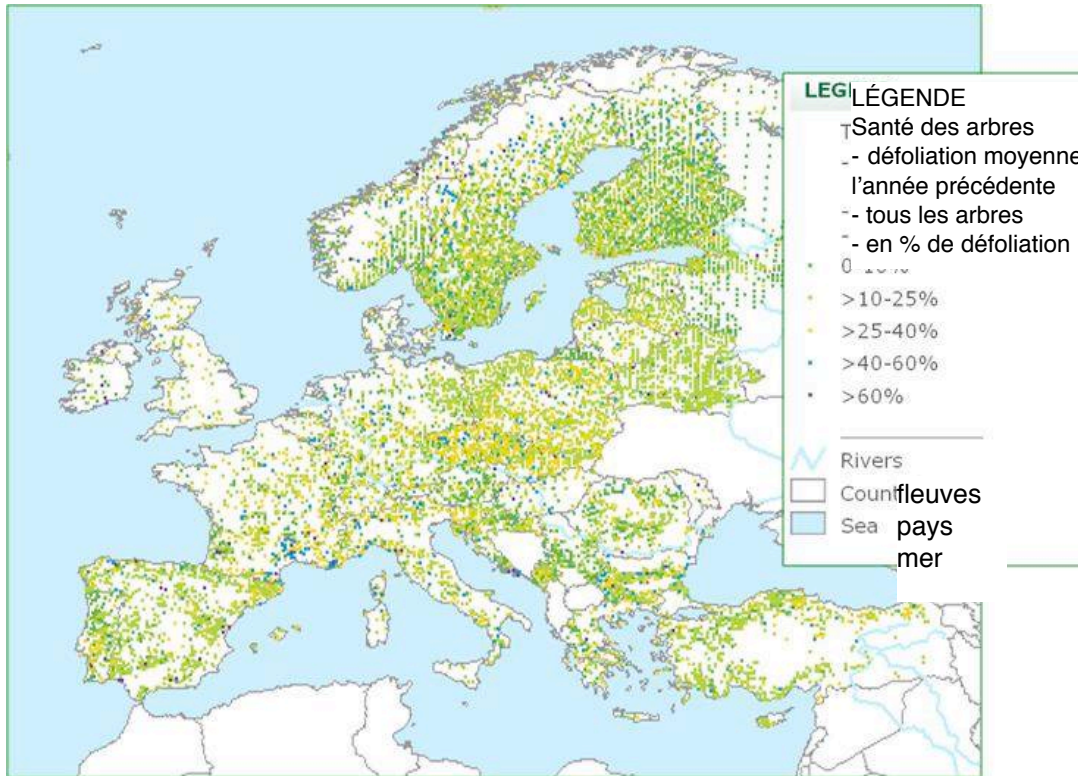 LÉGENDE
Santé des arbres
- défoliation moyenne
l'année précédente
- tous les arbres
- en % de défoliation
>10-25%
>25-40%
>40-60%
>60%
Rivers
fleuves
Sea
pays
mer